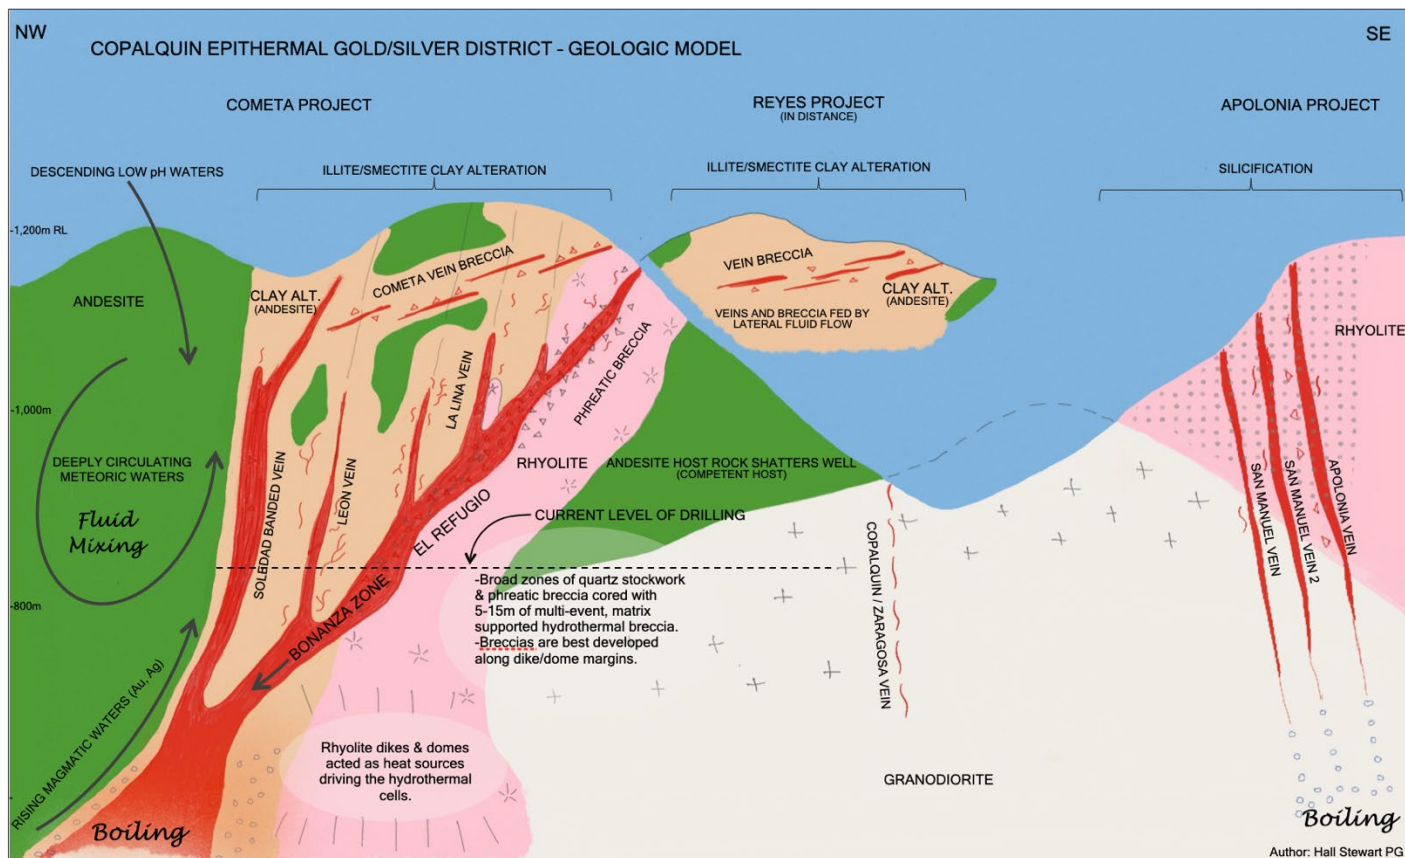 NW
SE
COPALQUIN EPITHERMAL GOLD/SILVER DISTRICT - GEOLOGIC MODEL
COMETA PROJECT
REYES PROJECT
(IN DISTANCE)
APOLONIA PROJECT
DESCENDING LOW pH WATERS
ILLITE/SMECTITE CLAY ALTERATION
ILLITE/SMECTITE CLAY ALTERATION
SILICIFICATION
-1,200m RL
ANDESITE
CLAY ALT.
(ANDESITE)
COMETA VEIN BRECCIA
VEIN BRECCIA
CLAY ALT.
(ANDESITE)
VEINS AND BRECCIA FED BY
LATERAL FLUID FLOW
RHYOLITE
-1,000m
LA LINA VEIN
PHREATIC BRECCIA
DEEPLY CIRCULATING
METEORIC WATERS
Fluid
Mixing
SOLEDAD BANDED VEIN
LEON VEIN
EL REFUGIO
RHYOLITE
ANDESITE HOST ROCK SHATTERS WELL
(COMPETENT HOST)
CURRENT LEVEL OF DRILLING
SAN MANUEL VEIN
SAN MANUEL VEIN 2
APOLONIA VEIN
COPALQUIN / ZARAGOSA VEIN
-800m
BONANZA ZONE
-Broad zones of quartz stockwork
& phreatic breccia cored with
5-15m of multi-event, matrix
supported hydrothermal breccia.
-Breccias are best developed
along dike/dome margins.
RISING MAGMATIC WATERS (Au, Ag)
Rhyolite dikes & domes
acted as heat sources
driving the hydrothermal
cells.
GRANODIORITE
Boiling
Boiling
Author: Hall Stewart PG